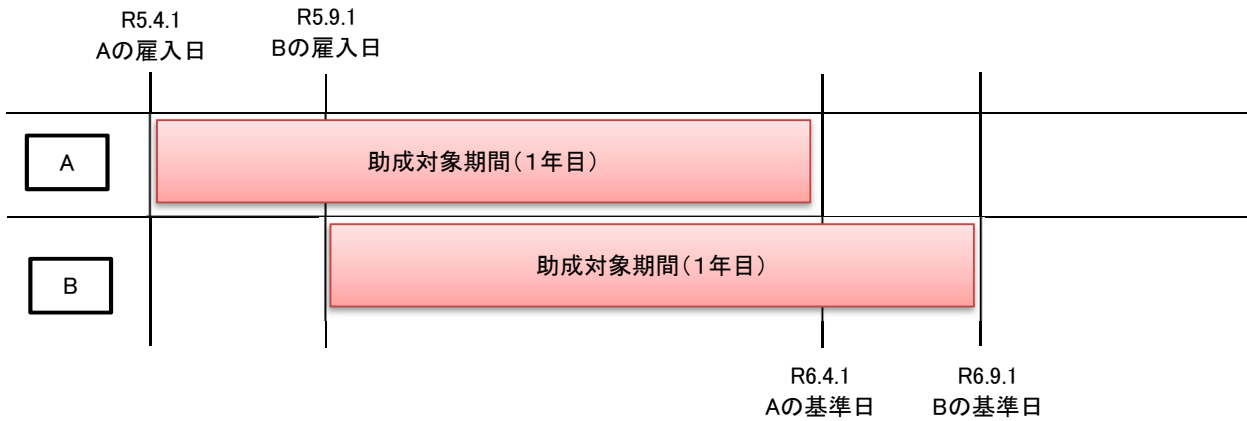 R5.4.1
Aの雇入日
R5.9.1
Bの雇入日
A
助成対象期間(1年目)
B
助成対象期間(1年目)
R6.4.1
Aの基準日
R6.9.1
Bの基準日